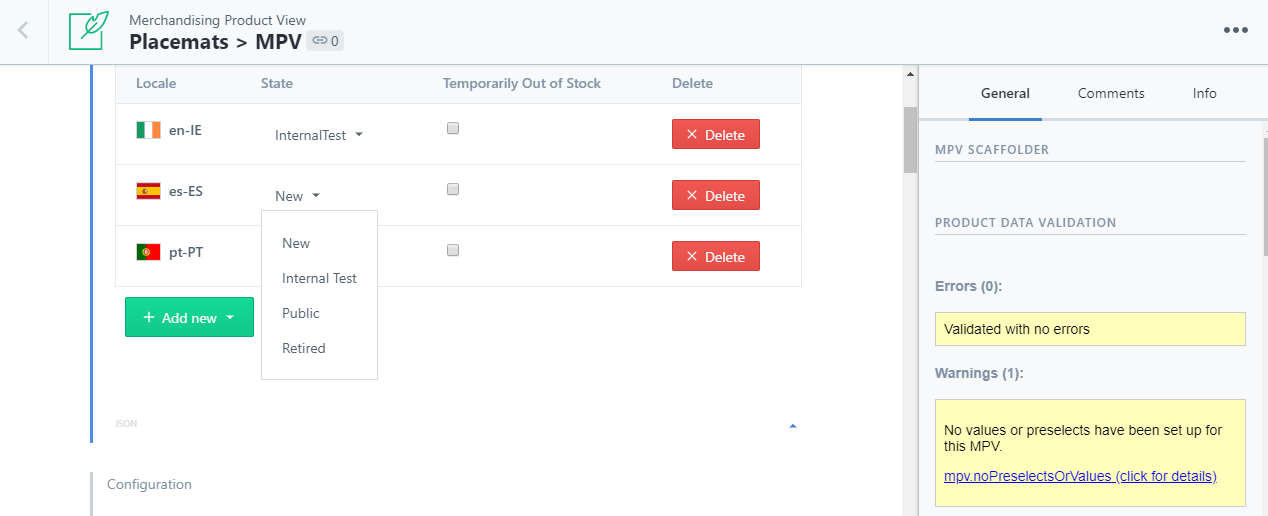 Merchandising Product View
Placemats > MPV 0
Locale State Temporarily Out of Stock Delete
en-IE InternalTest Delete
es-ES New Delete
pt-PT Delete
New
Internal Test
Public
Retired
+ Add new
JSON
Configuration
General Comments Info
MPV SCAFFOLDER
PRODUCT DATA VALIDATION
Errors (0):
Validated with no errors
Warnings (1):
No values or preselects have been set up for
this MPV.
mpv.noPreselectsOrValues (click for details)